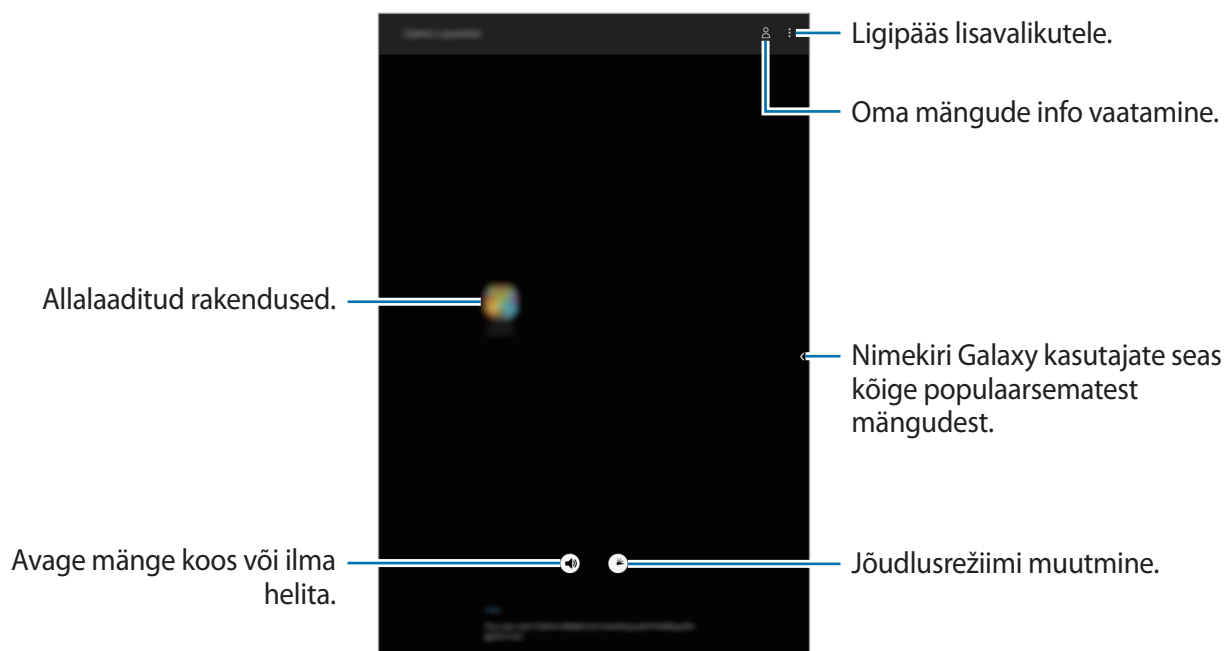 Ligipääs lisavalikutele.
Oma mängude info vaatamine.
Allalaaditud rakendused.
Nimekiri Galaxy kasutajate seas
kõige populaarsematest
mängudest.
Avage mänge koos või ilma
helita.
Jõudlusrežiimi muutmine.